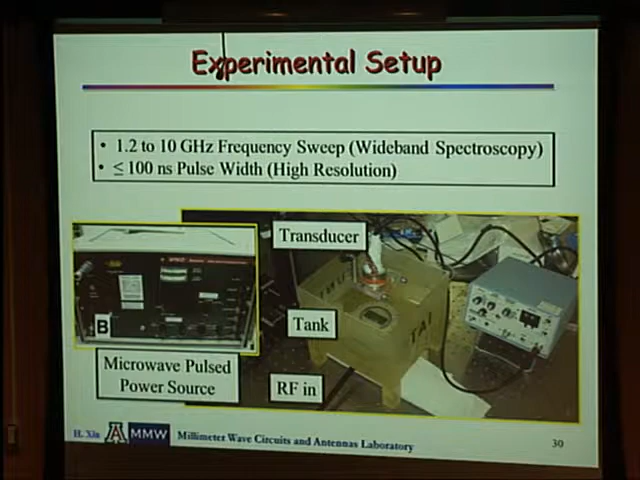 Experimental Setup
• 1.2 to 10 GHz Frequency Sweep (Wideband Spectroscopy)
• ≤ 100 ns Pulse Width (High Resolution)
Transducer
Tank
TAI
B
Microwave Pulsed
Power Source
RF in
H. Xin
A MMW Millimeter Wave Circuits and Antennas Laboratory
30